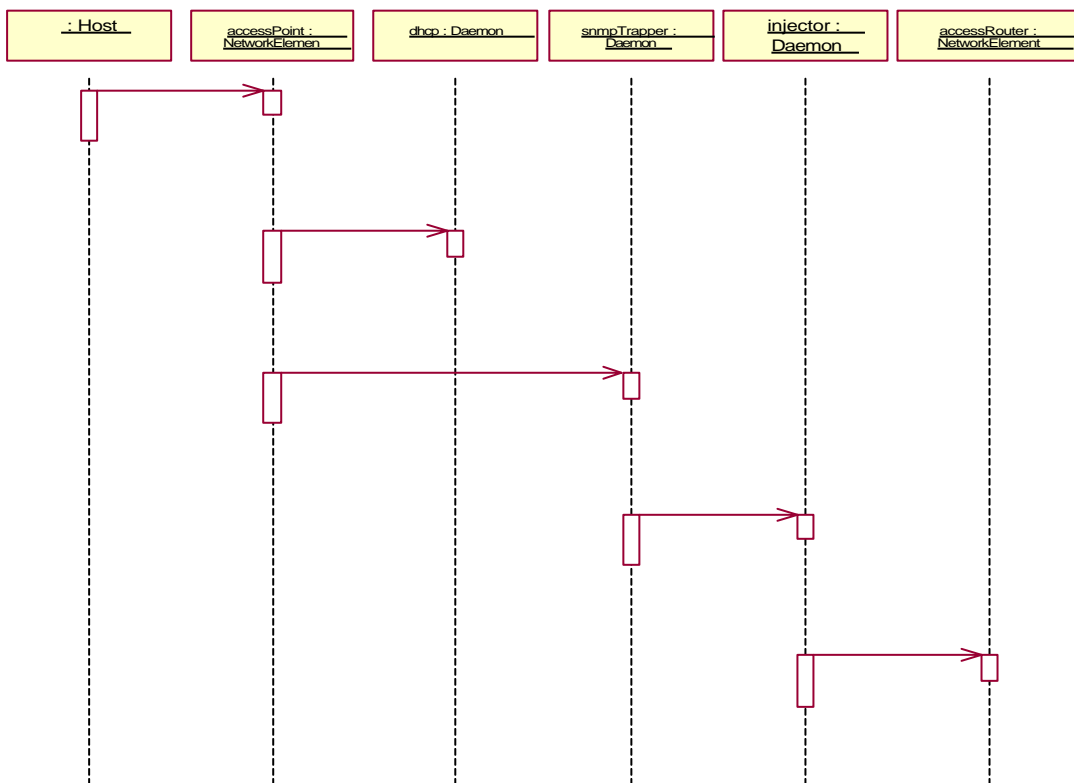 : Host
accessPoint :
NetworkElemen
dhcp : Daemon
snmpTrapper :
Daemon
injector :
Daemon
accessRouter :
NetworkElement